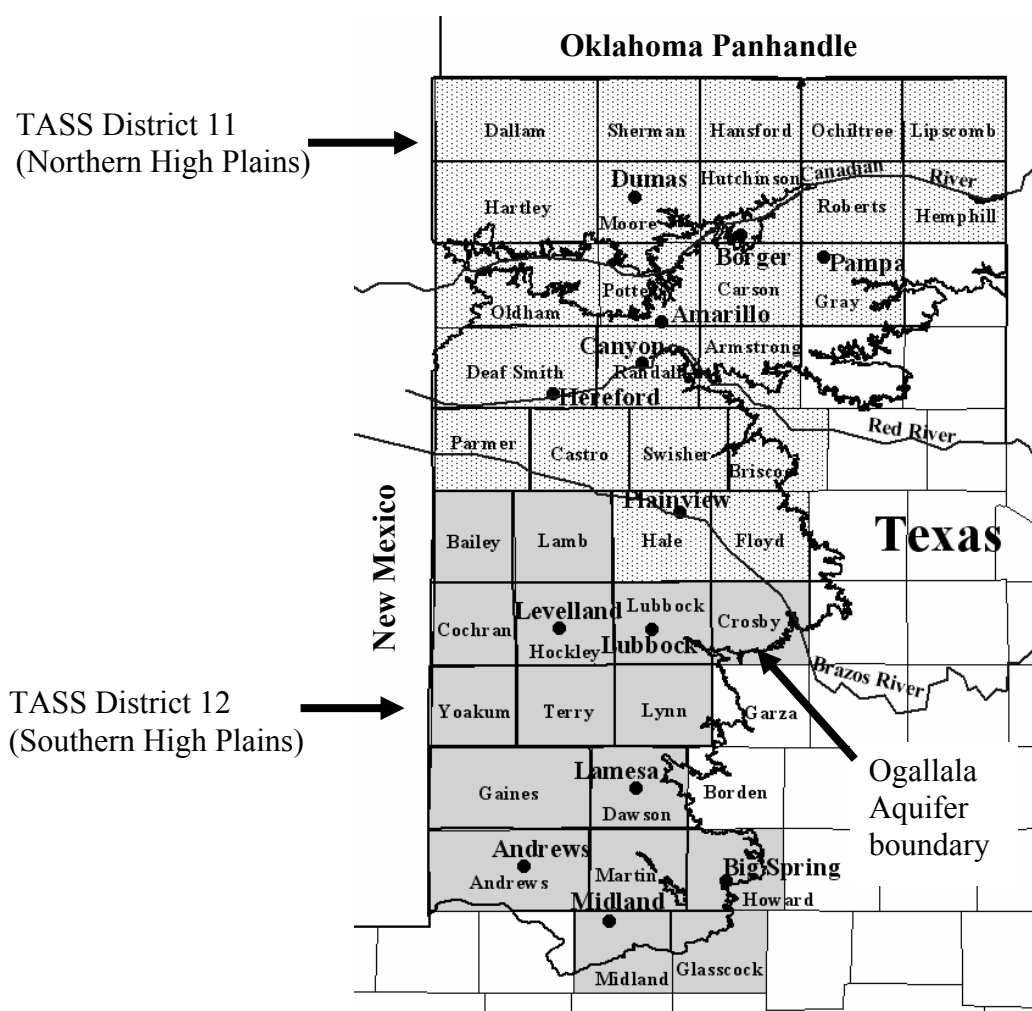 Oklahoma Panhandle
TASS District 11
(Northern High Plains)
Dallam
Sherman
Hansford
Ochiltree
Lipscomb
Hartley
Dumas
Moore
Hutchinson
Canadian
River
Roberts
Hemphill
Borger
Pampa
Oldham
Potte
Carson
Gray
Amarillo
Canyon
Deaf Smith
Randall
Armstrong
Hereford
Red River
Parmer
Castro
Swisher
Brisco
New Mexico
Plainview
Texas
Bailey
Lamb
Hale
Floyd
Cochran
Levelland
Hockley
Lubbock
Lubbock
Crosby
Brazos River
TASS District 12
(Southern High Plains)
Yoakum
Terry
Lynn
Garza
Ogallala
Aquifer
boundary
Gaines
Lamesa
Dawson
Borden
Andrews
Andrews
Martin
Big Spring
Howard
Midland
Midland
Glasscock